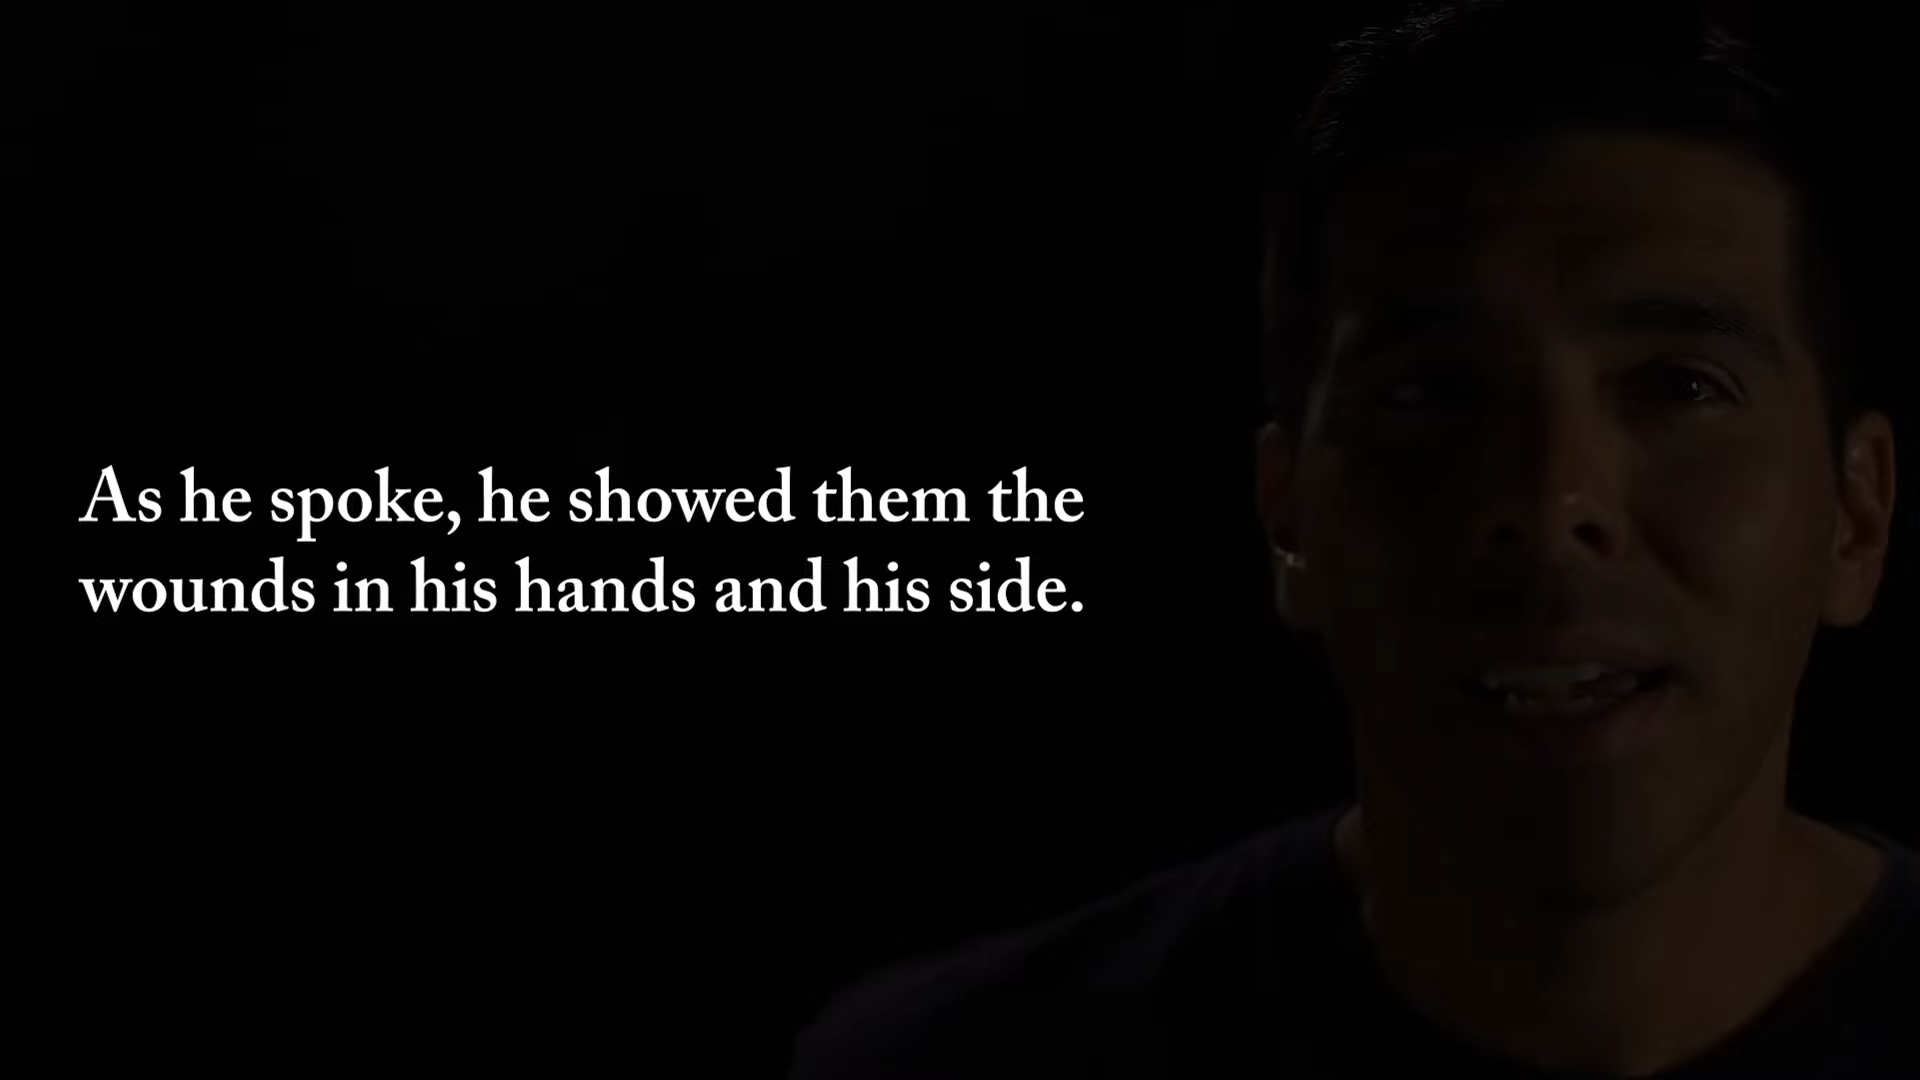 As he spoke, he showed them the
wounds in his hands and his side.